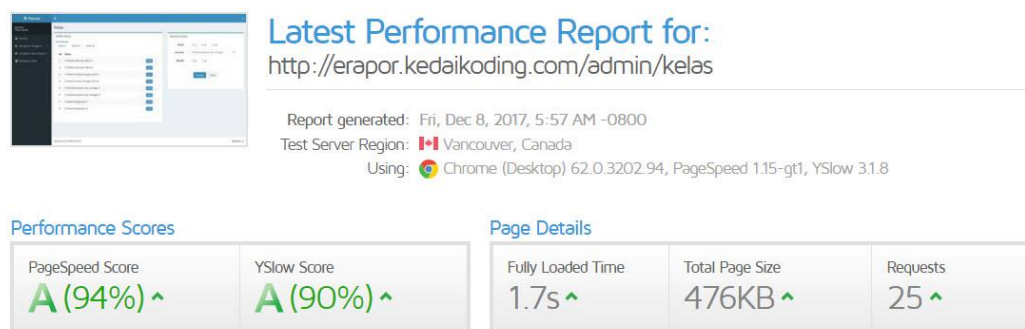 Latest Performance Report for:
http://erapor.kedaikoding.com/admin/kelas
Report generated: Fri, Dec 8, 2017, 5:57 AM -0800
Test Server Region: Vancouver, Canada
Using: Chrome (Desktop) 62.0.3202.94, PageSpeed 1.15-gt1, YSlow 3.1.8
Performance Scores
PageSpeed Score
A (94%)
YSlow Score
A (90%)
Page Details
Fully Loaded Time
1.7s
Total Page Size
476KB
Requests
25